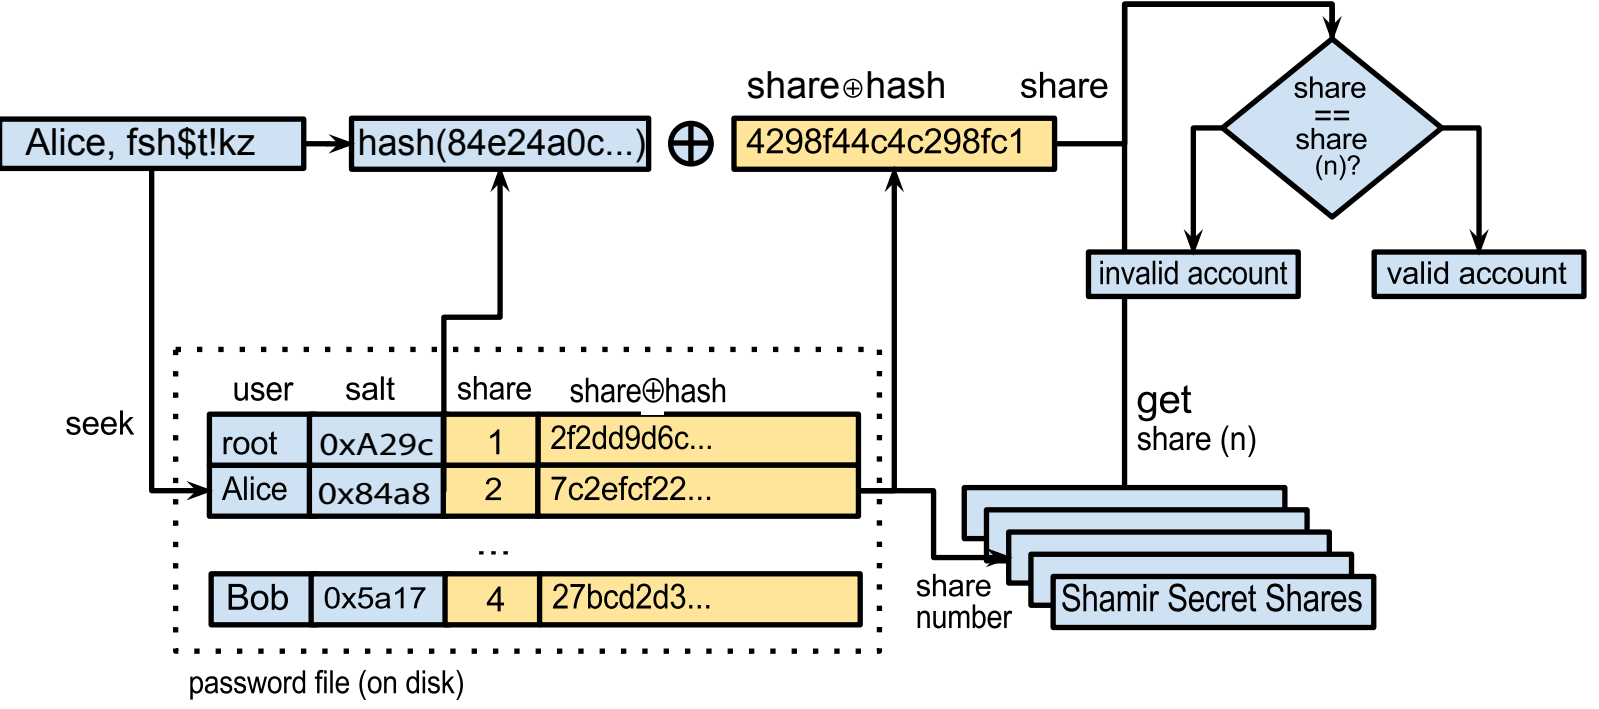 share⊕hash
share
Alice, fsh$t!kz
hash(84e24a0c...)
⊕
4298f44c4c298fc1
share
==
share
(n)?
invalid account
valid account
user salt share share⊕hash
seek
root 0xA29c 1 2f2dd9d6c...
Alice 0x84a8 2 7c2efcf22...
...
Bob 0x5a17 4 27bcd2d3...
password file (on disk)
get
share (n)
share
number
Shamir Secret Shares